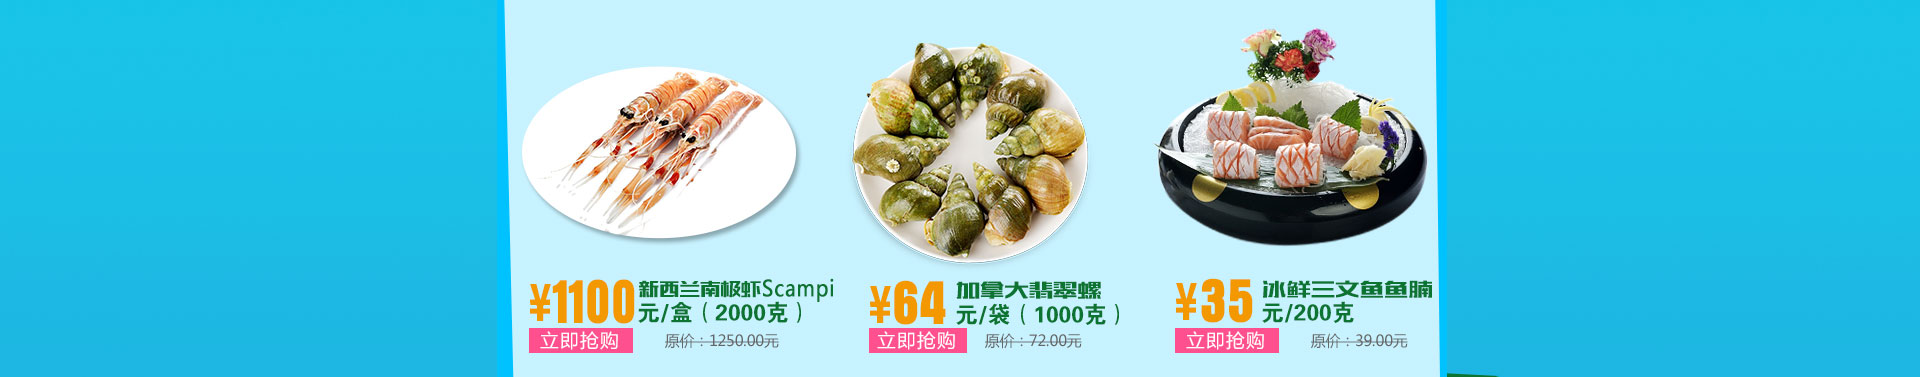 ¥1100 新西兰南极虾Scampi
元/盒（2000克）
立即抢购 原价：1250.00元
¥64 加拿大翡翠螺
元/袋（1000克）
立即抢购 原价：72.00元
¥35 冰鲜三文鱼鱼腩
元/200克
立即抢购 原价：39.00元